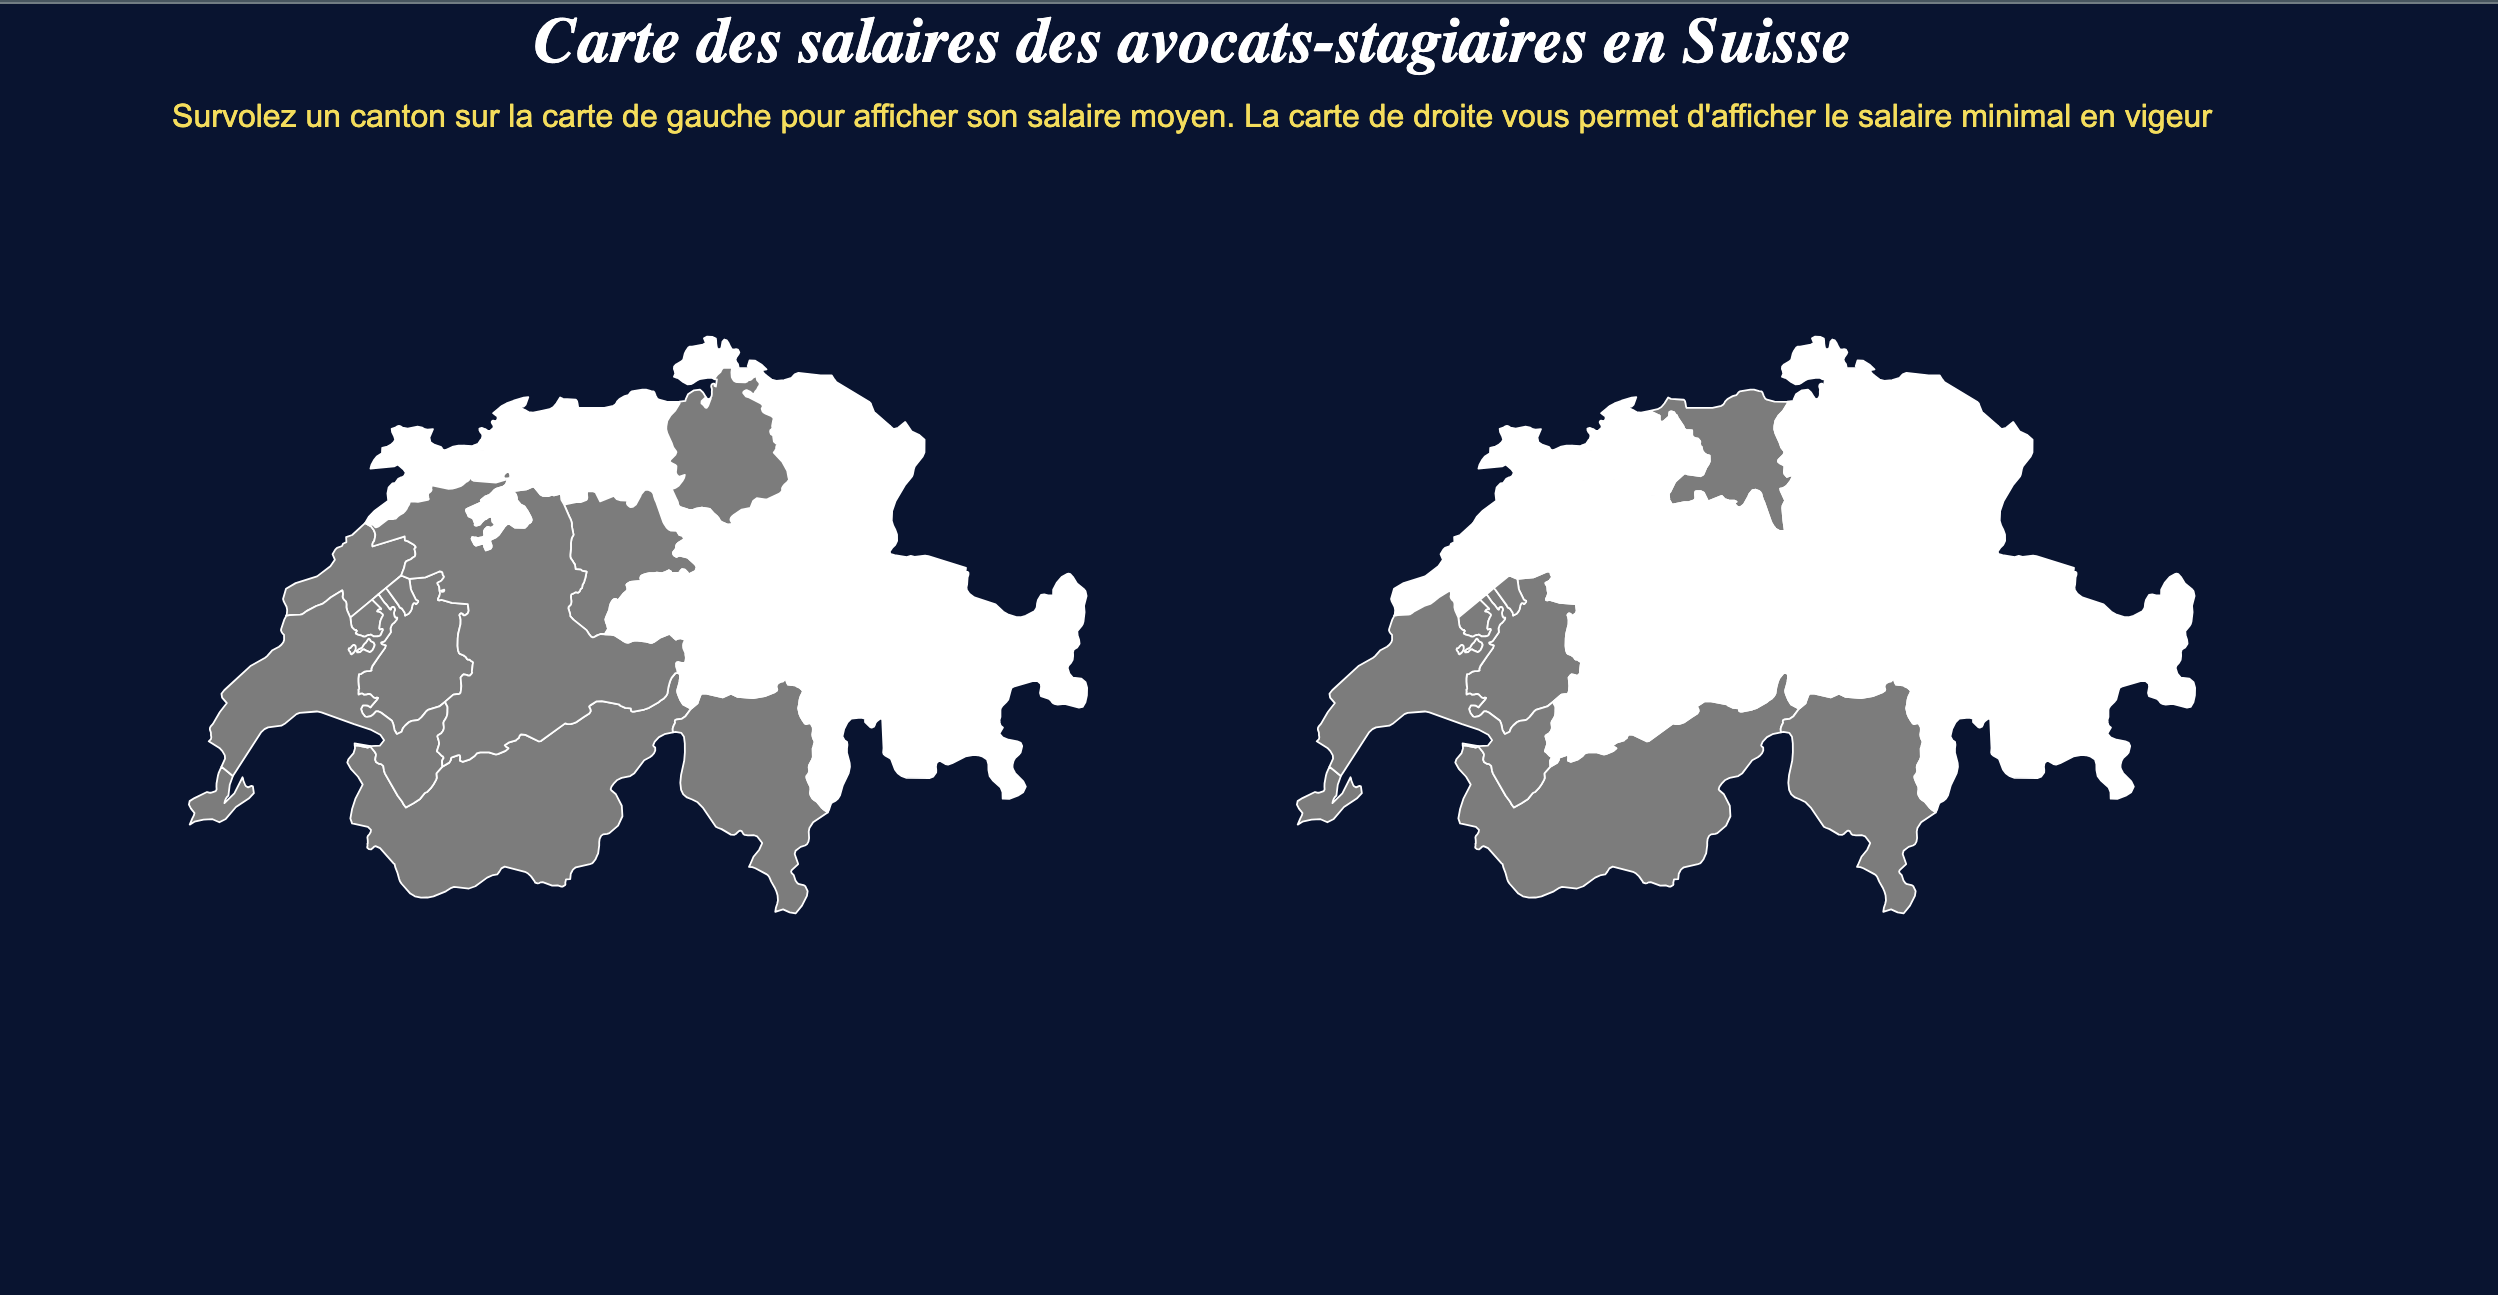 Carte des salaires des avocats-stagiaires en Suisse
Survolez un canton sur la carte de gauche pour afficher son salaire moyen. La carte de droite vous permet d'afficher le salaire minimal en vigeur